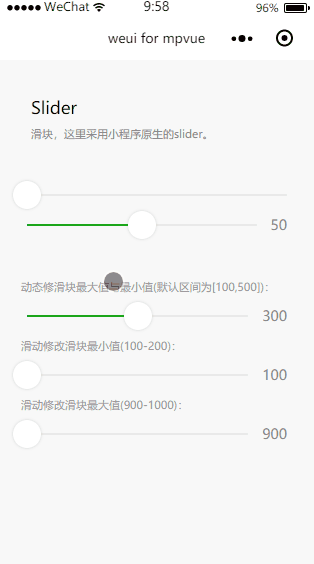 WeChat 9:58 96%
weui for mpvue
Slider
滑块，这里采用小程序原生的slider。
50
动态修滑块最大值与最小值(默认区间为[100,500])：
300
滑动修改滑块最小值(100-200)：
100
滑动修改滑块最大值(900-1000)：
900